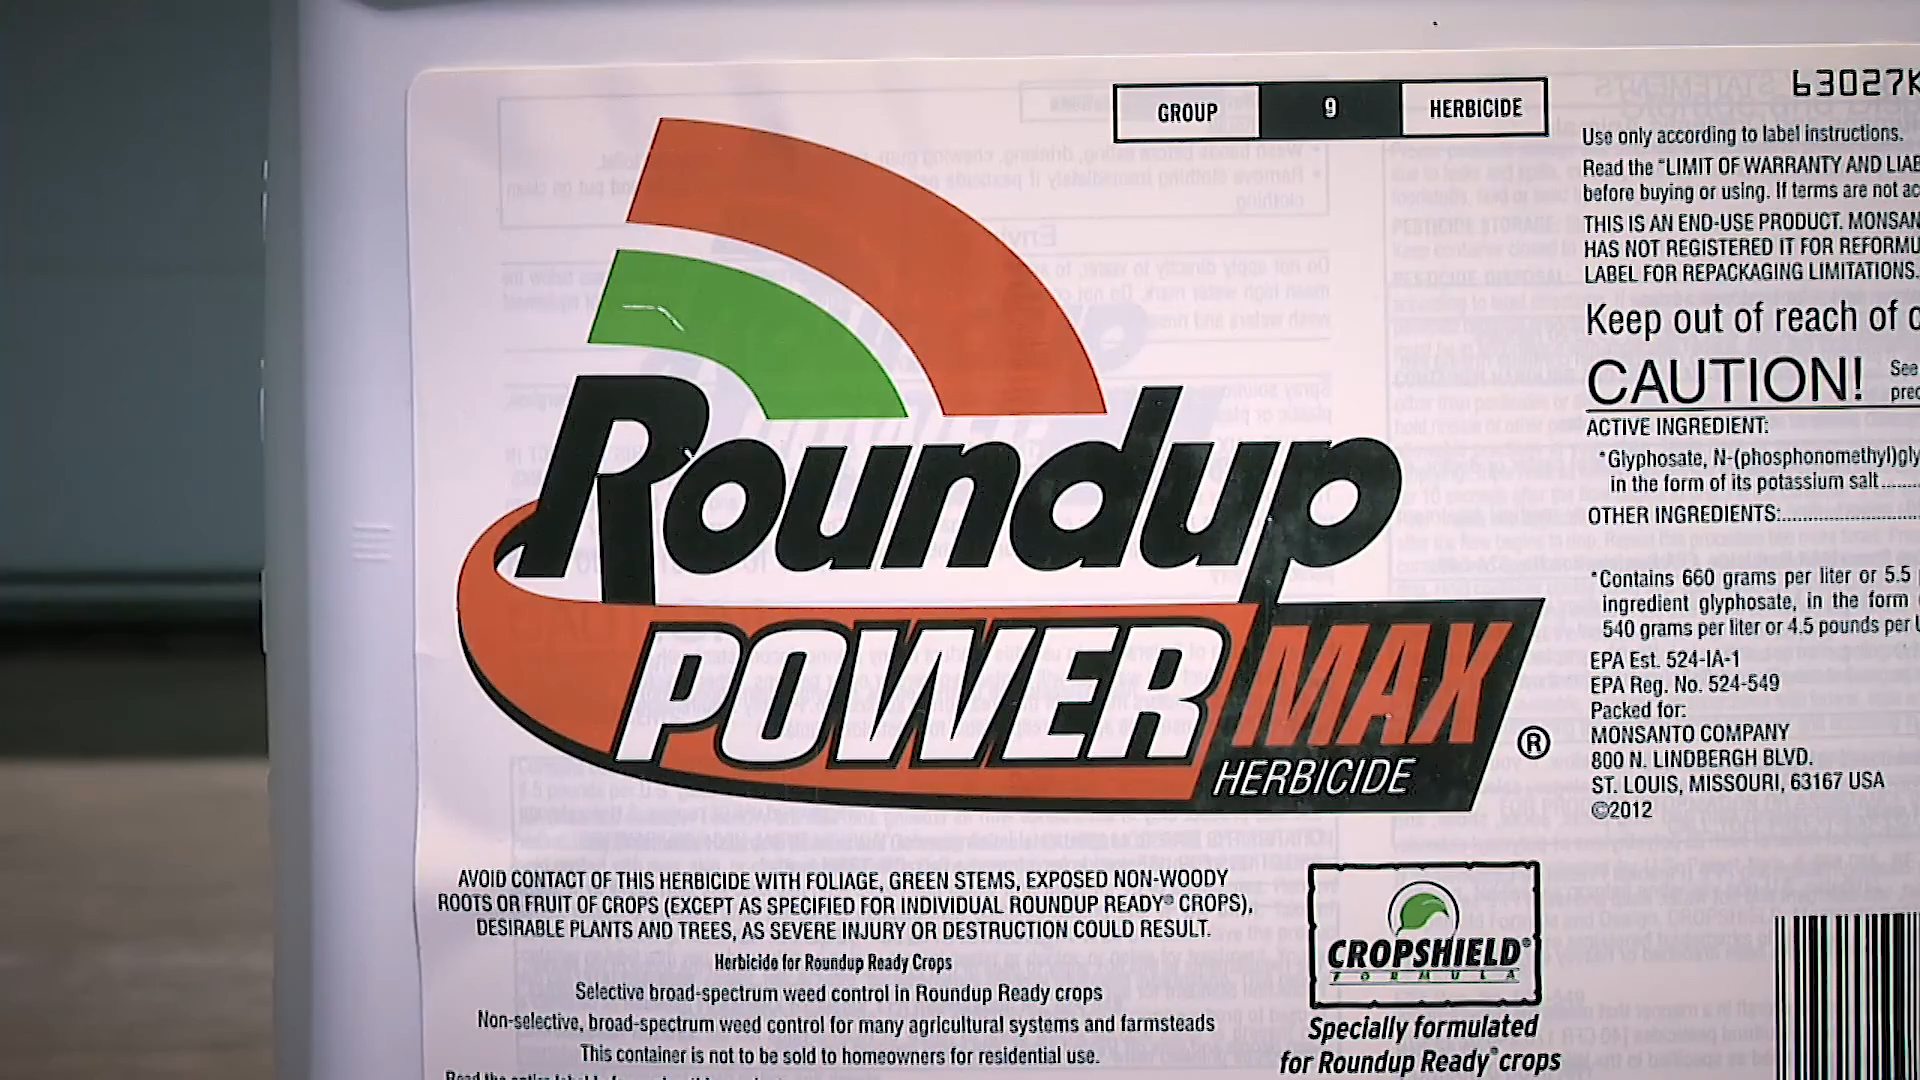 GROUP 9 HERBICIDE
63027K
Use only according to label instructions.
Read the "LIMIT OF WARRANTY AND
before buying or using. If terms are not
THIS IS AN END-USE PRODUCT.
HAS NOT REGISTERED IT FOR
LABEL FOR REPACKAGING LIMITATIONS.
Keep out of reach of
CAUTION!
See
ACTIVE INGREDIENT:
*Glyphosate,
in the form of its potassium salt........
OTHER INGREDIENTS:....................
*Contains 660 grams per liter or 5.5
ingredient glyphosate, in the form
540 grams per liter or 4.5 pounds per
EPA Est. 524-IA-1
EPA Reg. No. 524-549
Packed for:
MONSANTO COMPANY
800 N. LINDBERGH BLVD.
ST. LOUIS, MISSOURI, 63167 USA
©2012
Roundup
POWERMAX®
HERBICIDE
AVOID CONTACT OF THIS HERBICIDE WITH FOLIAGE, GREEN STEMS, EXPOSED NON-WOODY
ROOTS OR FRUIT OF CROPS (EXCEPT AS SPECIFIED FOR INDIVIDUAL ROUNDUP READY® CROPS),
DESIRABLE PLANTS AND TREES, AS SEVERE INJURY OR DESTRUCTION COULD RESULT.
Herbicide for Roundup Ready Crops
Selective broad-spectrum weed control in Roundup Ready crops
Non-selective, broad-spectrum weed control for many agricultural systems and farmsteads
This container is not to be sold to homeowners for residential use.
Read the entire label
CROPSHIELD®
FORMULA
Specially formulated
for Roundup Ready® crops